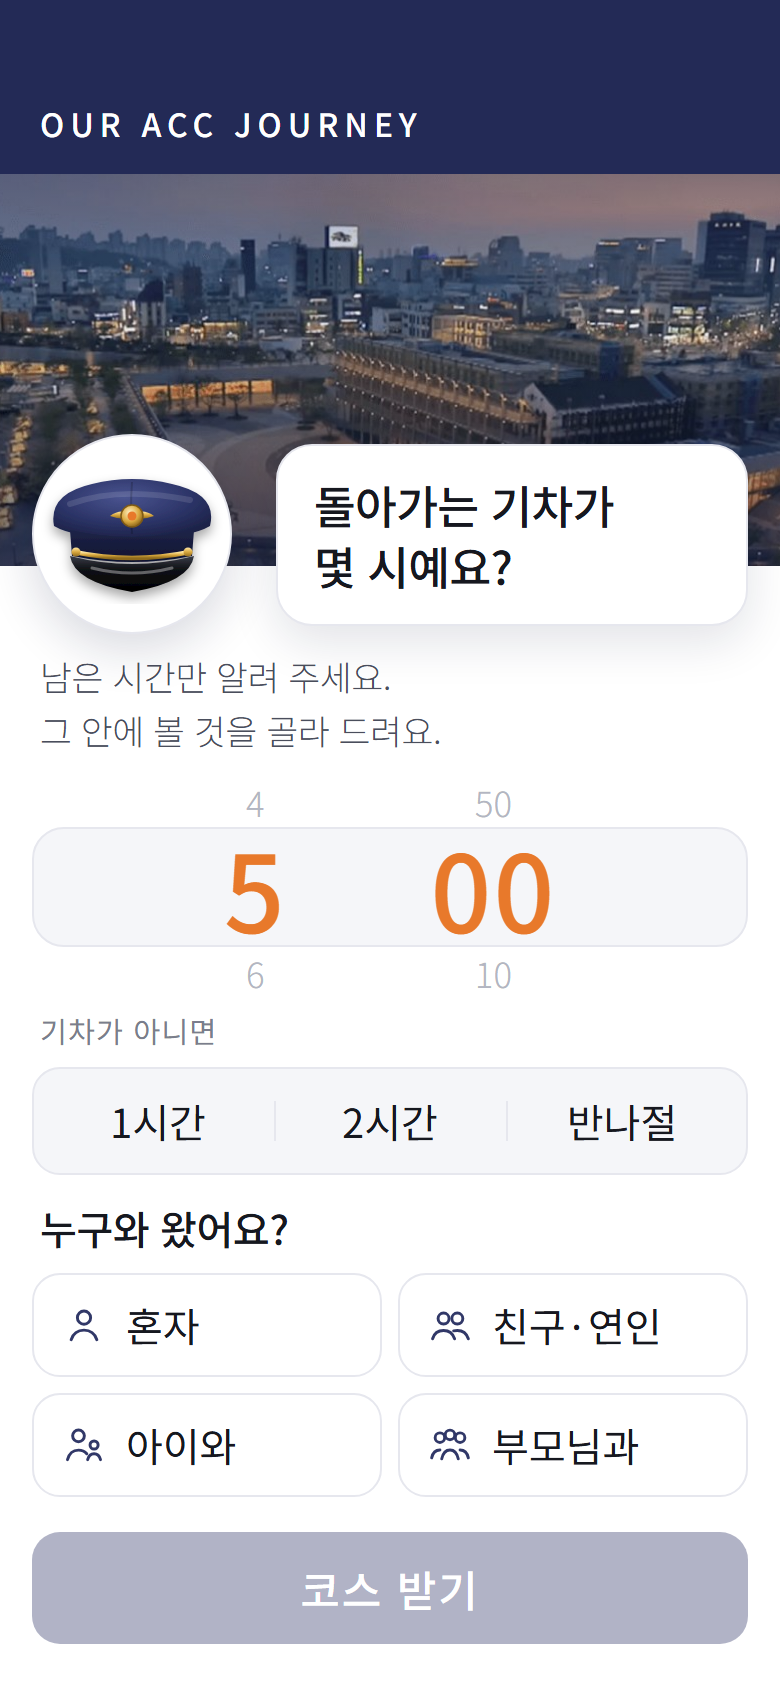 OUR ACC JOURNEY
돌아가는 기차가
몇 시예요?
남은 시간만 알려 주세요.
그 안에 볼 것을 골라 드려요.
4 50
5 00
6 10
기차가 아니면
1시간 2시간 반나절
누구와 왔어요?
혼자 친구·연인
아이와 부모님과
코스 받기